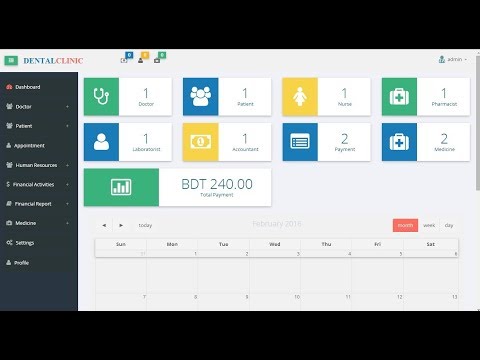 DENTALCLINIC
0
0
0
admin
Dashboard
Doctor +
Patient +
Appointment
Human Resources +
Financial Activities +
Financial Report +
Medicine +
Settings
Profile
1
Doctor
1
Patient
1
Nurse
1
Pharmacist
1
Laboratorist
1
Accountant
2
Payment
2
Medicine
BDT 240.00
Total Payment
today
February 2016
month week day
Sun Mon Tue Wed Thu Fri Sat
31 1 2 3 4 5 6
7 8 9 10 11 12 13